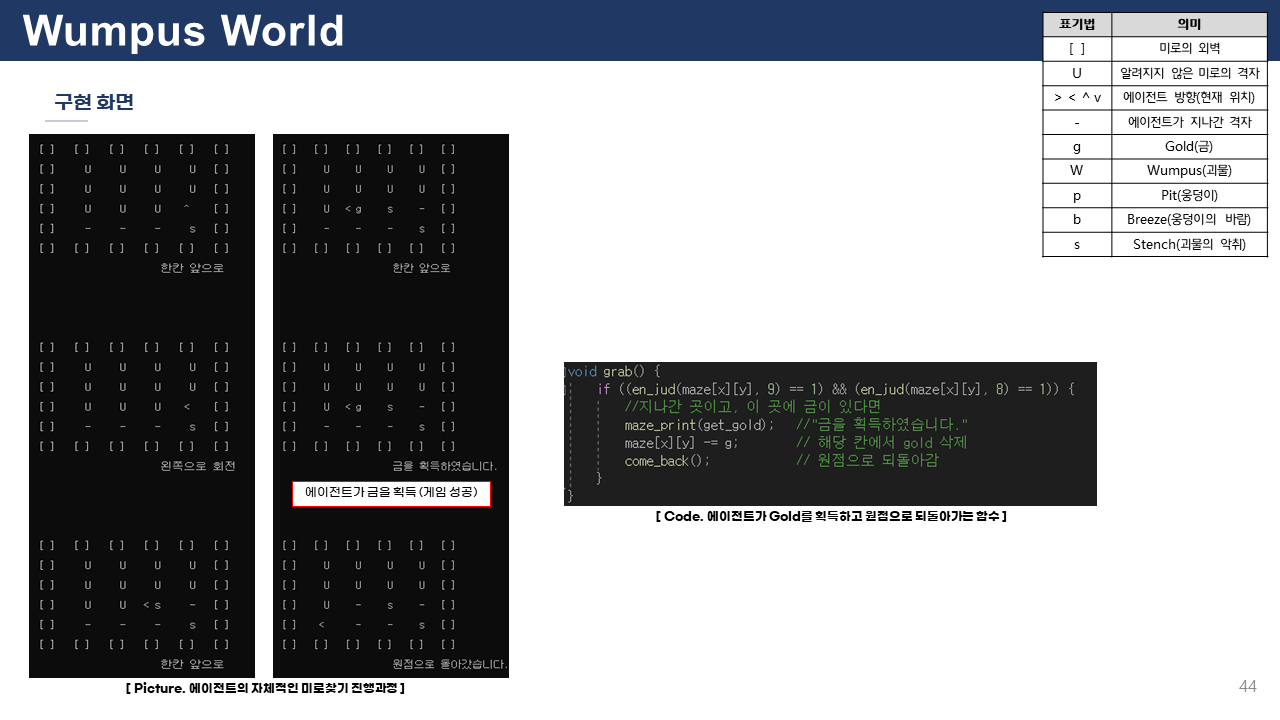 Wumpus World
표기법 의미
[ ] 미로의 외벽
U 알려지지 않은 미로의 격자
> < ^ v 에이전트 방향(현재 위치)
- 에이전트가 지나간 격자
g Gold(금)
W Wumpus(괴물)
p Pit(웅덩이)
b Breeze(웅덩이의 바람)
s Stench(괴물의 악취)
구현 화면
[ ] [ ] [ ] [ ] [ ] [ ]
[ ] U U U U [ ]
[ ] U U U U [ ]
[ ] U U U ^ [ ]
[ ] - - - s [ ]
[ ] [ ] [ ] [ ] [ ] [ ]
한칸 앞으로
[ ] [ ] [ ] [ ] [ ] [ ]
[ ] U U U U [ ]
[ ] U U U U [ ]
[ ] U U U < [ ]
[ ] - - - s [ ]
[ ] [ ] [ ] [ ] [ ] [ ]
왼쪽으로 회전
[ ] [ ] [ ] [ ] [ ] [ ]
[ ] U U U U [ ]
[ ] U U U U [ ]
[ ] U U < s - [ ]
[ ] - - - s [ ]
[ ] [ ] [ ] [ ] [ ] [ ]
한칸 앞으로
[ ] [ ] [ ] [ ] [ ] [ ]
[ ] U U U U [ ]
[ ] U U U U [ ]
[ ] U < g s - [ ]
[ ] - - - s [ ]
[ ] [ ] [ ] [ ] [ ] [ ]
한칸 앞으로
[ ] [ ] [ ] [ ] [ ] [ ]
[ ] U U U U [ ]
[ ] U U U U [ ]
[ ] U < g s - [ ]
[ ] - - - s [ ]
[ ] [ ] [ ] [ ] [ ] [ ]
금을 획득하였습니다.
에이전트가 금을 획득 (게임 성공)
[ ] [ ] [ ] [ ] [ ] [ ]
[ ] U U U U [ ]
[ ] U U U U [ ]
[ ] U - s - [ ]
[ ] < - - s [ ]
[ ] [ ] [ ] [ ] [ ] [ ]
원점으로 돌아갔습니다.
[ Picture. 에이전트의 자체적인 미로찾기 진행과정 ]
void grab() {
if ((en_jud(maze[x][y], 9) == 1) && (en_jud(maze[x][y], 8) == 1)) {
//지나간 곳이고, 이 곳에 금이 있다면
maze_print(get_gold); //"금을 획득하였습니다."
maze[x][y] -= g; // 해당 칸에서 gold 삭제
come_back(); // 원점으로 되돌아감
}
}
[ Code. 에이전트가 Gold를 획득하고 원점으로 되돌아가는 함수 ]
44